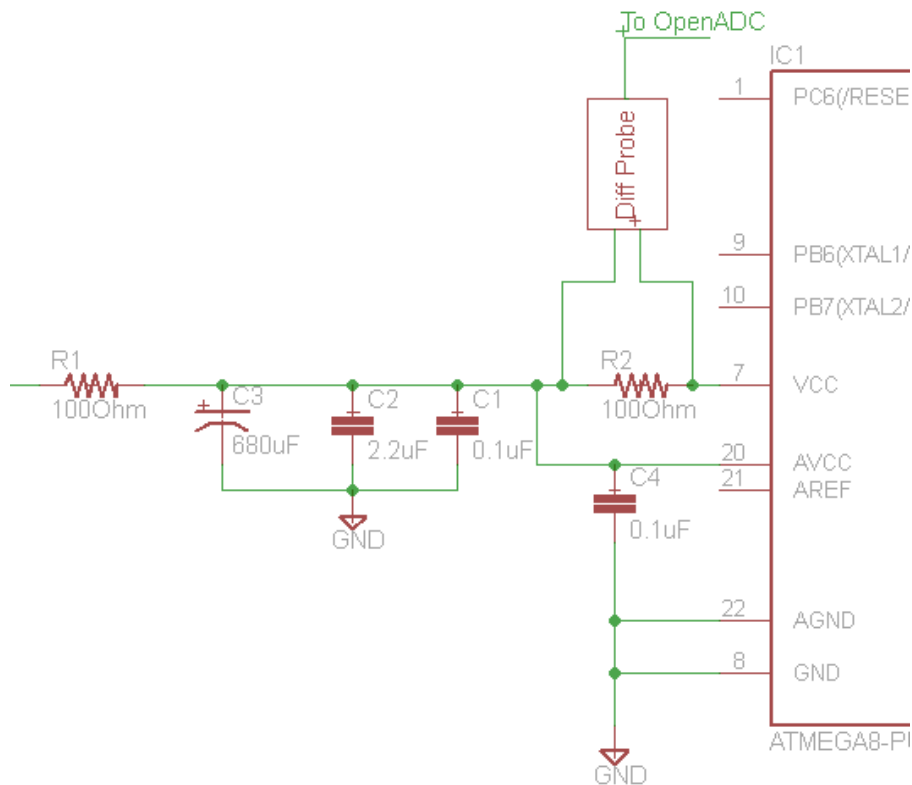 To OpenADC
IC1
1
PC6(/RESE
Diff Probe
9
PB6(XTAL1/
10
PB7(XTAL2/
R1
100Ohm
R2
100Ohm
7
VCC
C3
680uF
C2
2.2uF
C1
0.1uF
20
AVCC
21
AREF
C4
0.1uF
GND
22
AGND
8
GND
GND
ATMEGA8-PU